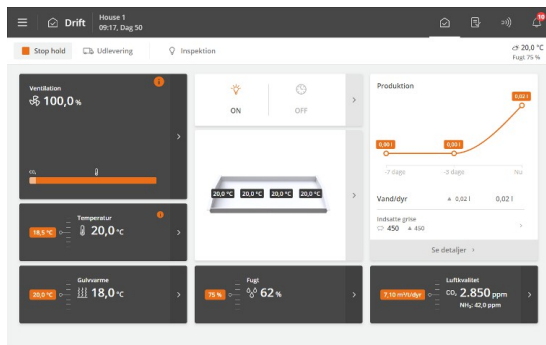 Drift
House 1
09:17, Dag 50
10
Stop hold
Udlevering
Inspektion
20,0 °C
Fugt 75 %
Ventilation
100,0 %
CO₂
ON
OFF
20,0 °C 20,0 °C 20,0 °C 20,0 °C
Produktion
0,02 l
0,00 l
0,00 l
-7 dage
Nu
Vand/dyr
0,02 l
0,02 l
Indsatte grise
450
450
Se detaljer
Temperatur
18,5 °C
20,0 °C
Gulvvarme
20,0 °C
18,0 °C
Fugt
75 %
62 %
Luftkvalitet
7,10 m³/t/dyr
CO₂ 2.850 ppm
NH₃: 42,0 ppm